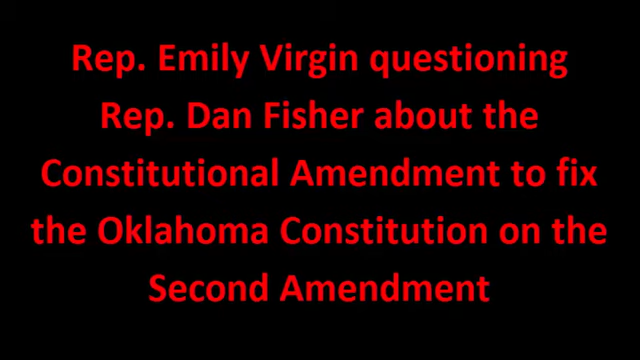 Rep. Emily Virgin questioning
Rep. Dan Fisher about the
Constitutional Amendment to fix
the Oklahoma Constitution on the
Second Amendment